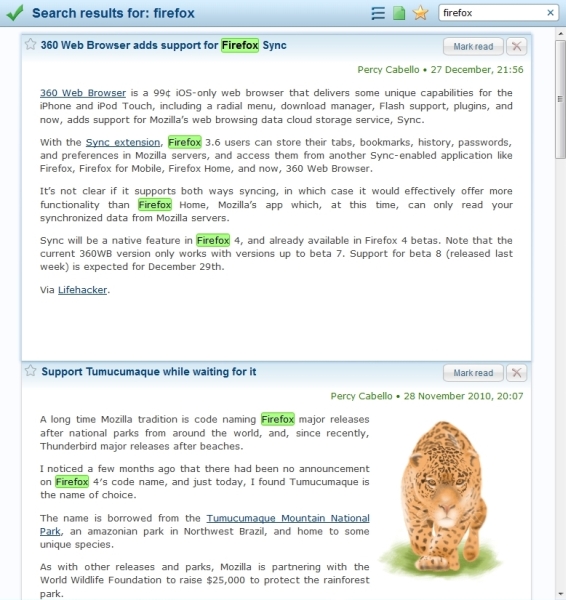 Search results for: firefox
firefox
360 Web Browser adds support for Firefox Sync
Mark read
Percy Cabello • 27 December, 21:56
360 Web Browser is a 99¢ iOS-only web browser that delivers some unique capabilities for the
iPhone and iPod Touch, including a radial menu, download manager, Flash support, plugins, and
now, adds support for Mozilla's web browsing data cloud storage service, Sync.
With the Sync extension, Firefox 3.6 users can store their tabs, bookmarks, history, passwords,
and preferences in Mozilla servers, and access them from another Sync-enabled application like
Firefox, Firefox for Mobile, Firefox Home, and now, 360 Web Browser.
It's not clear if it supports both ways syncing, in which case it would effectively offer more
functionality than Firefox Home, Mozilla's app which, at this time, can only read your
synchronized data from Mozilla servers.
Sync will be a native feature in Firefox 4, and already available in Firefox 4 betas. Note that the
current 360WB version only works with versions up to beta 7. Support for beta 8 (released last
week) is expected for December 29th.
Via Lifehacker.
Support Tumucumaque while waiting for it
Mark read
Percy Cabello • 28 November 2010, 20:07
A long time Mozilla tradition is code naming Firefox major releases
after national parks from around the world, and, since recently,
Thunderbird major releases after beaches.
I noticed a few months ago that there had been no announcement
on Firefox 4's code name, and just today, I found Tumucumaque is
the name of choice.
The name is borrowed from the Tumucumaque Mountain National
Park, an amazonian park in Northwest Brazil, and home to some
unique species.
As with other releases and parks, Mozilla is partnering with the
World Wildlife Foundation to raise $25,000 to protect the rainforest
park.